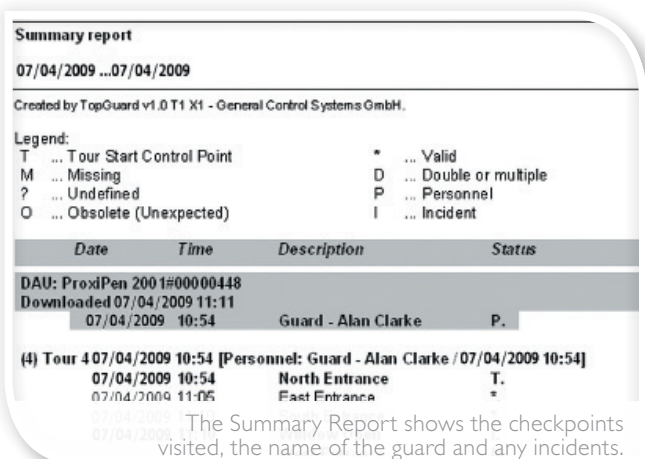 Summary report
07/04/2009 ...07/04/2009
Created by TopGuard v1.0 T1 X1 - General Control Systems GmbH.
Legend:
T ... Tour Start Control Point * ... Valid
M ... Missing D ... Double or multiple
? ... Undefined P ... Personnel
O ... Obsolete (Unexpected) I ... Incident
Date Time Description Status
DAU: ProxiPen 2001#00000448
Downloaded 07/04/2009 11:11
07/04/2009 10:54 Guard - Alan Clarke P.
(4) Tour 4 07/04/2009 10:54 [Personnel: Guard - Alan Clarke / 07/04/2009 10:54]
07/04/2009 10:54 North Entrance T.
07/04/2009 11:05 East Entrance *.
The Summary Report shows the checkpoints
visited, the name of the guard and any incidents.